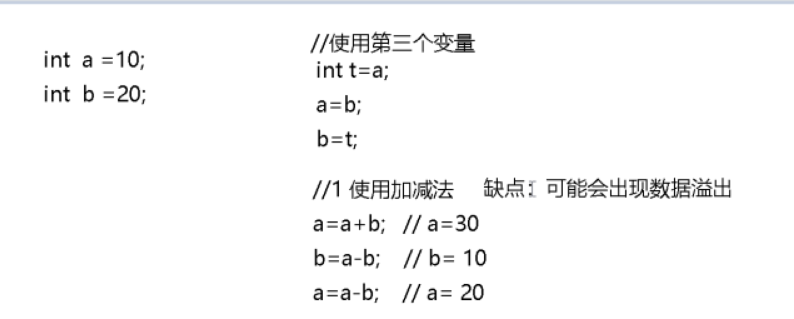 int a =10;
int b =20;
//使用第三个变量
int t=a;
a=b;
b=t;
//1 使用加减法 缺点：可能会出现数据溢出
a=a+b; // a=30
b=a-b; // b= 10
a=a-b; // a= 20